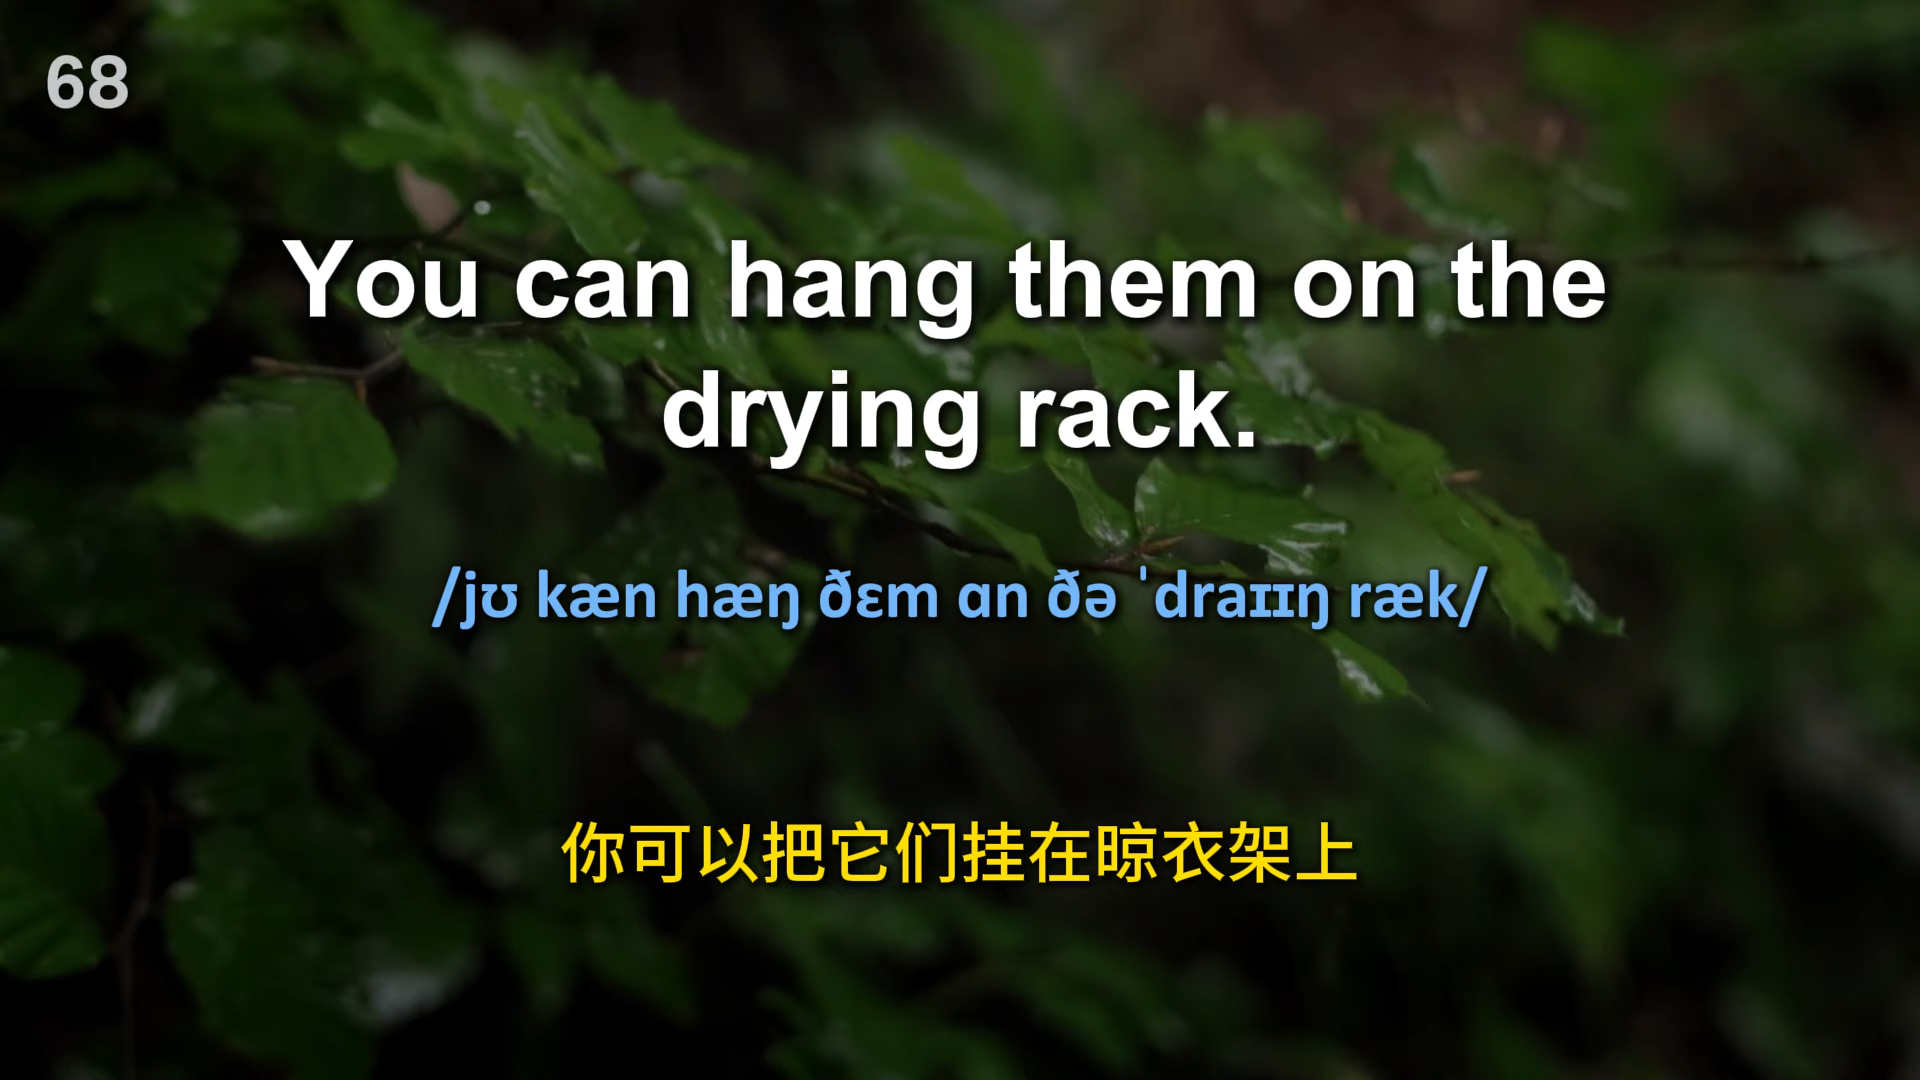 68
You can hang them on the
drying rack.
/jʊ kæn hæŋ ðɛm ɑn ðə ˈdraɪɪŋ ræk/
你可以把它们挂在晾衣架上